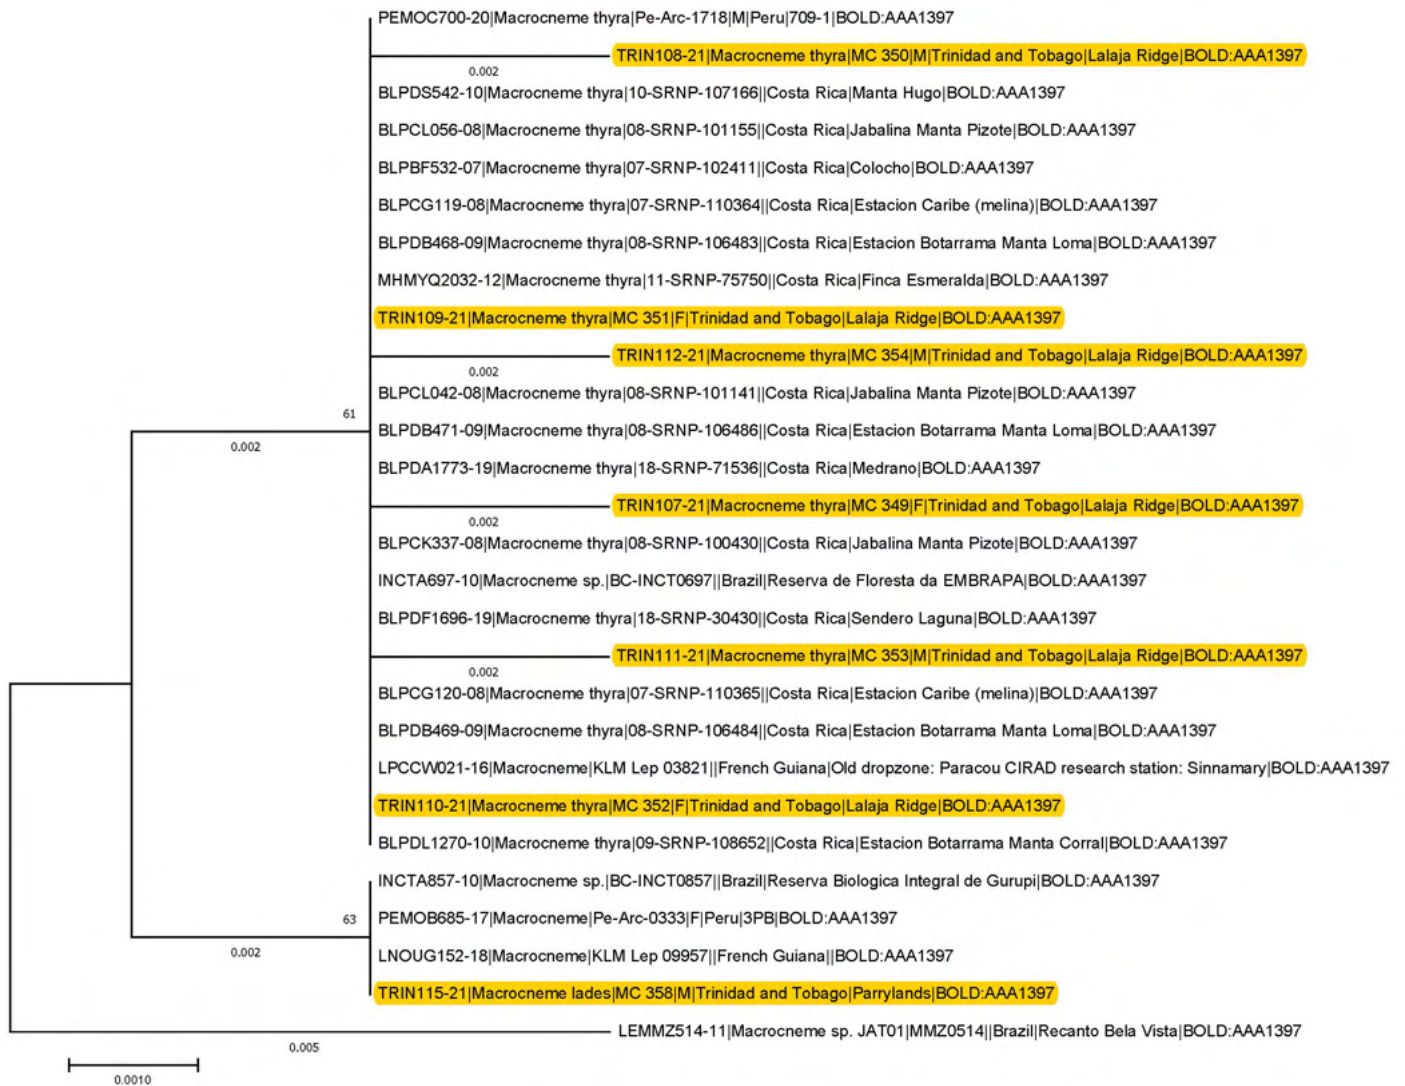 PEMOC700-20|Macrocneme thyra|Pe-Arc-1718|M|Peru|709-1|BOLD:AAA1397
TRIN108-21|Macrocneme thyra|MC 350|M|Trinidad and Tobago|Lalaja Ridge|BOLD:AAA1397
0.002
BLPDS542-10|Macrocneme thyra|10-SRNP-107166||Costa Rica|Manta Hugo|BOLD:AAA1397
BLPCL056-08|Macrocneme thyra|08-SRNP-101155||Costa Rica|Jabalina Manta Pizote|BOLD:AAA1397
BLPBF532-07|Macrocneme thyra|07-SRNP-102411||Costa Rica|Colocho|BOLD:AAA1397
BLPCG119-08|Macrocneme thyra|07-SRNP-110364||Costa Rica|Estacion Caribe (melina)|BOLD:AAA1397
BLPDB468-09|Macrocneme thyra|08-SRNP-106483||Costa Rica|Estacion Botarrama Manta Loma|BOLD:AAA1397
MHMYQ2032-12|Macrocneme thyra|11-SRNP-75750||Costa Rica|Finca Esmeralda|BOLD:AAA1397
TRIN109-21|Macrocneme thyra|MC 351|F|Trinidad and Tobago|Lalaja Ridge|BOLD:AAA1397
TRIN112-21|Macrocneme thyra|MC 354|M|Trinidad and Tobago|Lalaja Ridge|BOLD:AAA1397
0.002
BLPCL042-08|Macrocneme thyra|08-SRNP-101141||Costa Rica|Jabalina Manta Pizote|BOLD:AAA1397
61
BLPDB471-09|Macrocneme thyra|08-SRNP-106486||Costa Rica|Estacion Botarrama Manta Loma|BOLD:AAA1397
0.002
BLPDA1773-19|Macrocneme thyra|18-SRNP-71536||Costa Rica|Medrano|BOLD:AAA1397
TRIN107-21|Macrocneme thyra|MC 349|F|Trinidad and Tobago|Lalaja Ridge|BOLD:AAA1397
0.002
BLPCK337-08|Macrocneme thyra|08-SRNP-100430||Costa Rica|Jabalina Manta Pizote|BOLD:AAA1397
INCTA697-10|Macrocneme sp.|BC-INCT0697||Brazil|Reserva de Floresta da EMBRAPA|BOLD:AAA1397
BLPDF1696-19|Macrocneme thyra|18-SRNP-30430||Costa Rica|Sendero Laguna|BOLD:AAA1397
TRIN111-21|Macrocneme thyra|MC 353|M|Trinidad and Tobago|Lalaja Ridge|BOLD:AAA1397
0.002
BLPCG120-08|Macrocneme thyra|07-SRNP-110365||Costa Rica|Estacion Caribe (melina)|BOLD:AAA1397
BLPDB469-09|Macrocneme thyra|08-SRNP-106484||Costa Rica|Estacion Botarrama Manta Loma|BOLD:AAA1397
LPCCW021-16|Macrocneme|KLM Lep 03821||French Guiana|Old dropzone: Paracou CIRAD research station: Sinnamary|BOLD:AAA1397
TRIN110-21|Macrocneme thyra|MC 352|F|Trinidad and Tobago|Lalaja Ridge|BOLD:AAA1397
BLPDL1270-10|Macrocneme thyra|09-SRNP-108652||Costa Rica|Estacion Botarrama Manta Corral|BOLD:AAA1397
INCTA857-10|Macrocneme sp.|BC-INCT0857||Brazil|Reserva Biologica Integral de Gurupi|BOLD:AAA1397
63
PEMOB685-17|Macrocneme|Pe-Arc-0333|F|Peru|3PB|BOLD:AAA1397
0.002
LNOUG152-18|Macrocneme|KLM Lep 09957||French Guiana||BOLD:AAA1397
TRIN115-21|Macrocneme lades|MC 358|M|Trinidad and Tobago|Parrylands|BOLD:AAA1397
LEMMZ514-11|Macrocneme sp. JAT01|MMZ0514||Brazil|Recanto Bela Vista|BOLD:AAA1397
0.005
0.0010